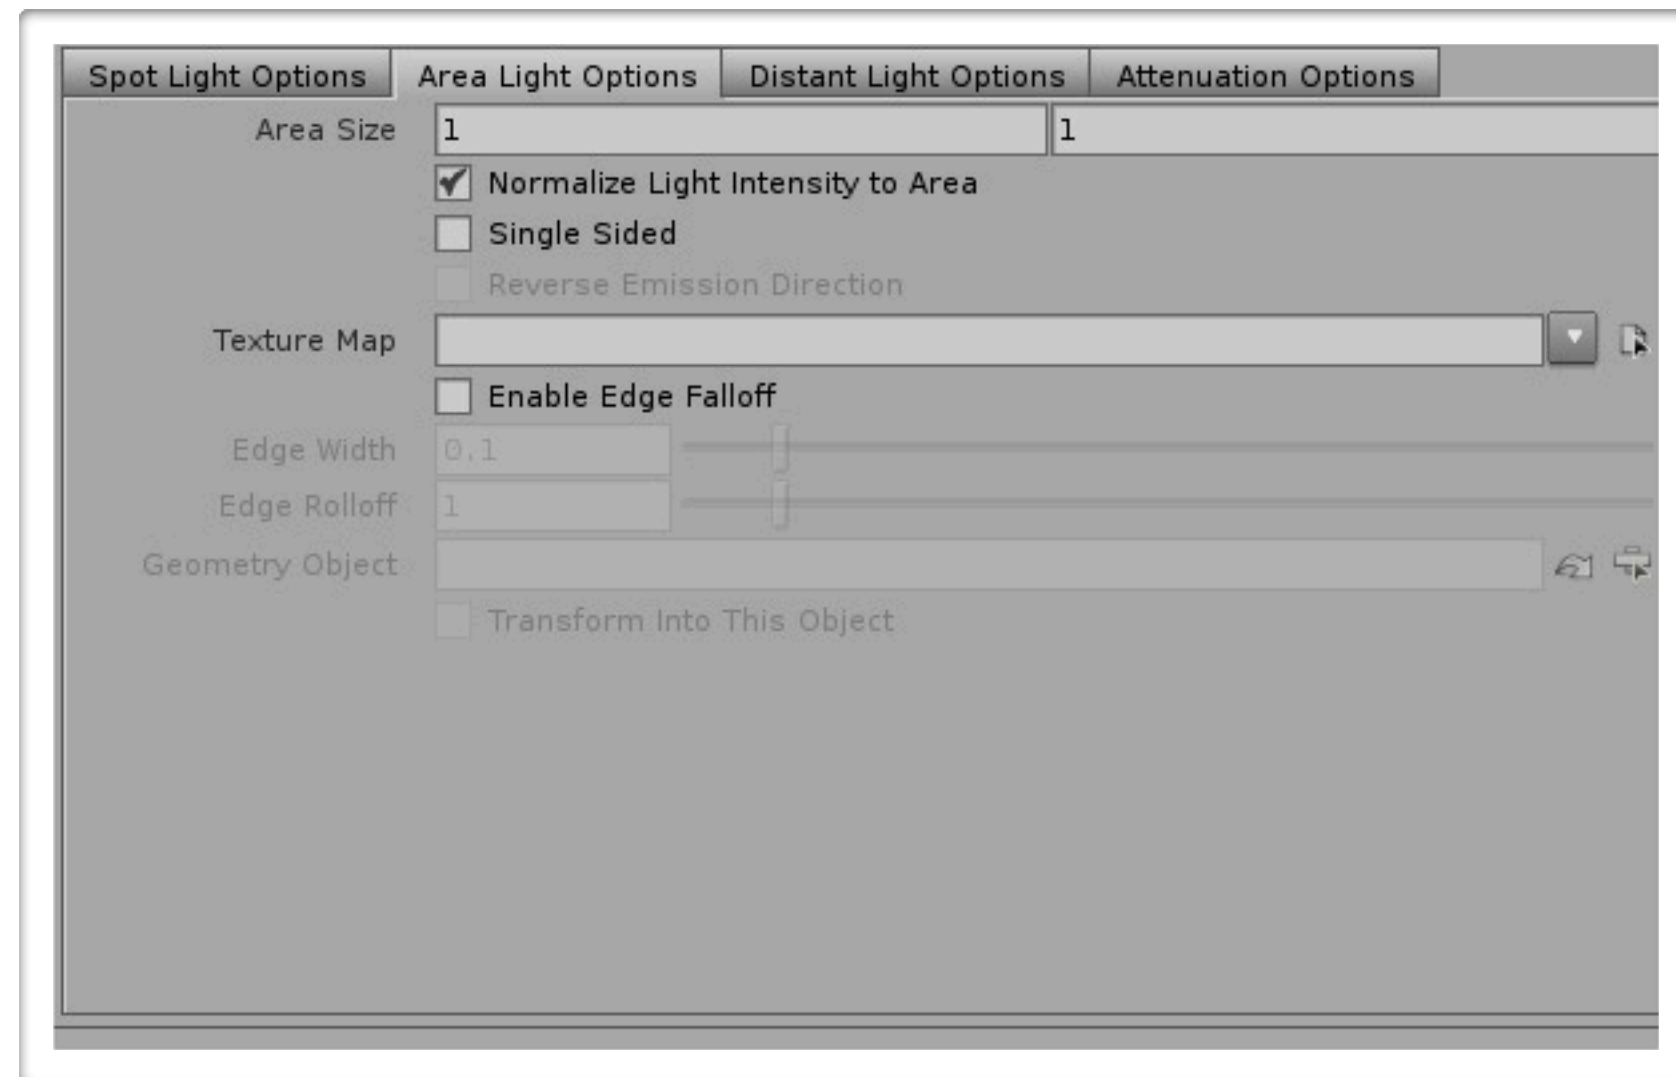 Spot Light Options Area Light Options Distant Light Options Attenuation Options
Area Size 1 1
Normalize Light Intensity to Area
Single Sided
Reverse Emission Direction
Texture Map
Enable Edge Falloff
Edge Width 0.1
Edge Rolloff 1
Geometry Object
Transform Into This Object